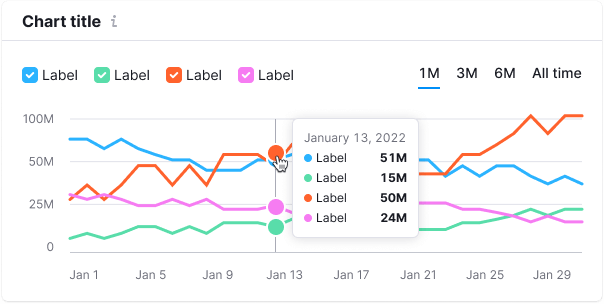 Chart title i
Label Label Label Label 1M 3M 6M All time
100M
50M
25M
0
January 13, 2022
Label 51M
Label 15M
Label 50M
Label 24M
Jan 1 Jan 5 Jan 9 Jan 13 Jan 17 Jan 21 Jan 25 Jan 29